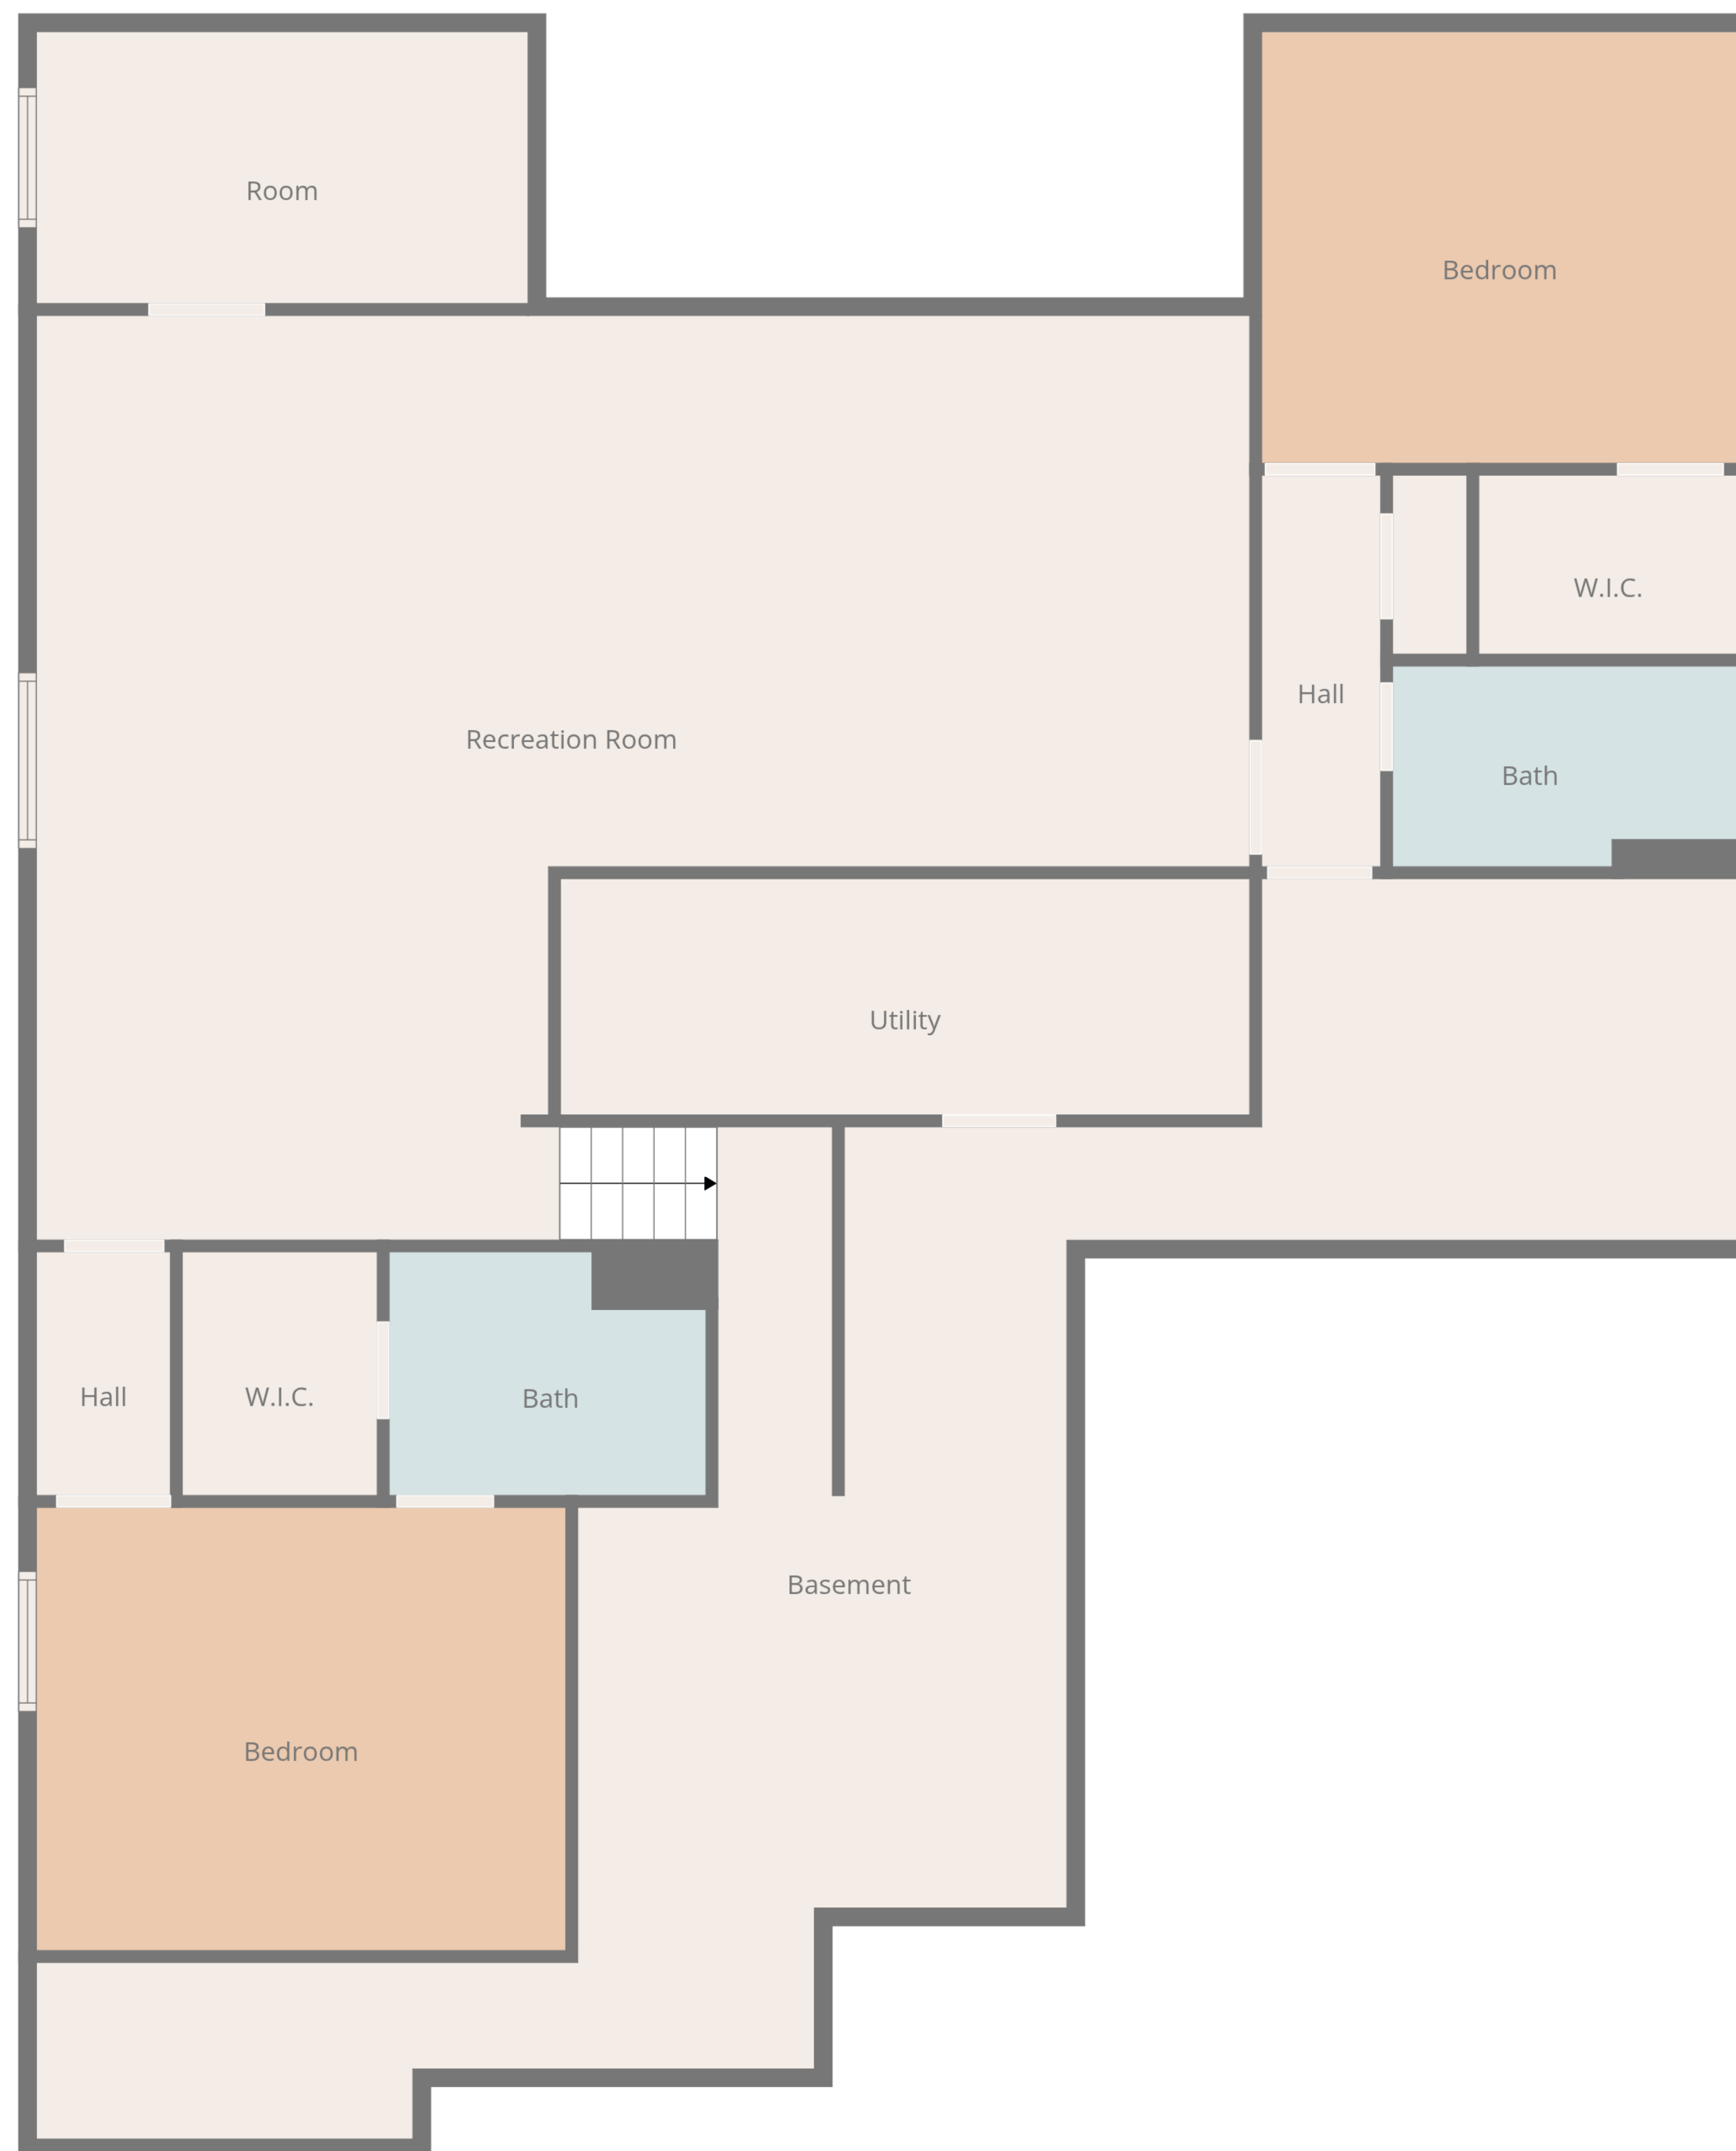 Room
Bedroom
W.I.C.
Hall
Recreation Room
Bath
Utility
Hall
W.I.C.
Bath
Basement
Bedroom